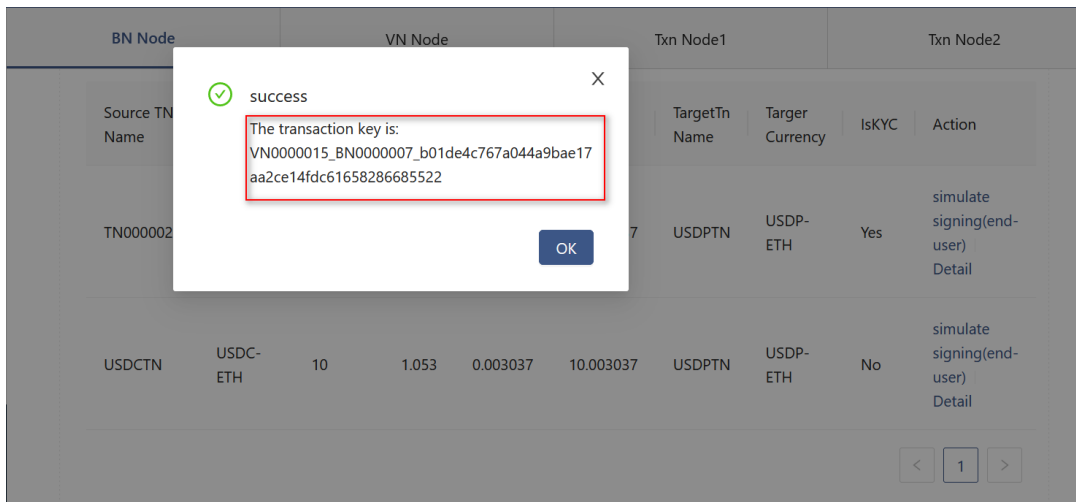 BN Node
VN Node
Txn Node1
Txn Node2
success
The transaction key is:
VN0000015_BN0000007_b01de4c767a044a9bae17
aa2ce14fdc61658286685522
OK
Source TN
Name
TargetTn
Name
Targer
Currency
IsKYC
Action
TN000002
7
USDPTN
USDP-
ETH
Yes
simulate
signing(end-
user)
Detail
USDCTN
USDC-
ETH
10
1.053
0.003037
10.003037
USDPTN
USDP-
ETH
No
simulate
signing(end-
user)
Detail
< 1 >